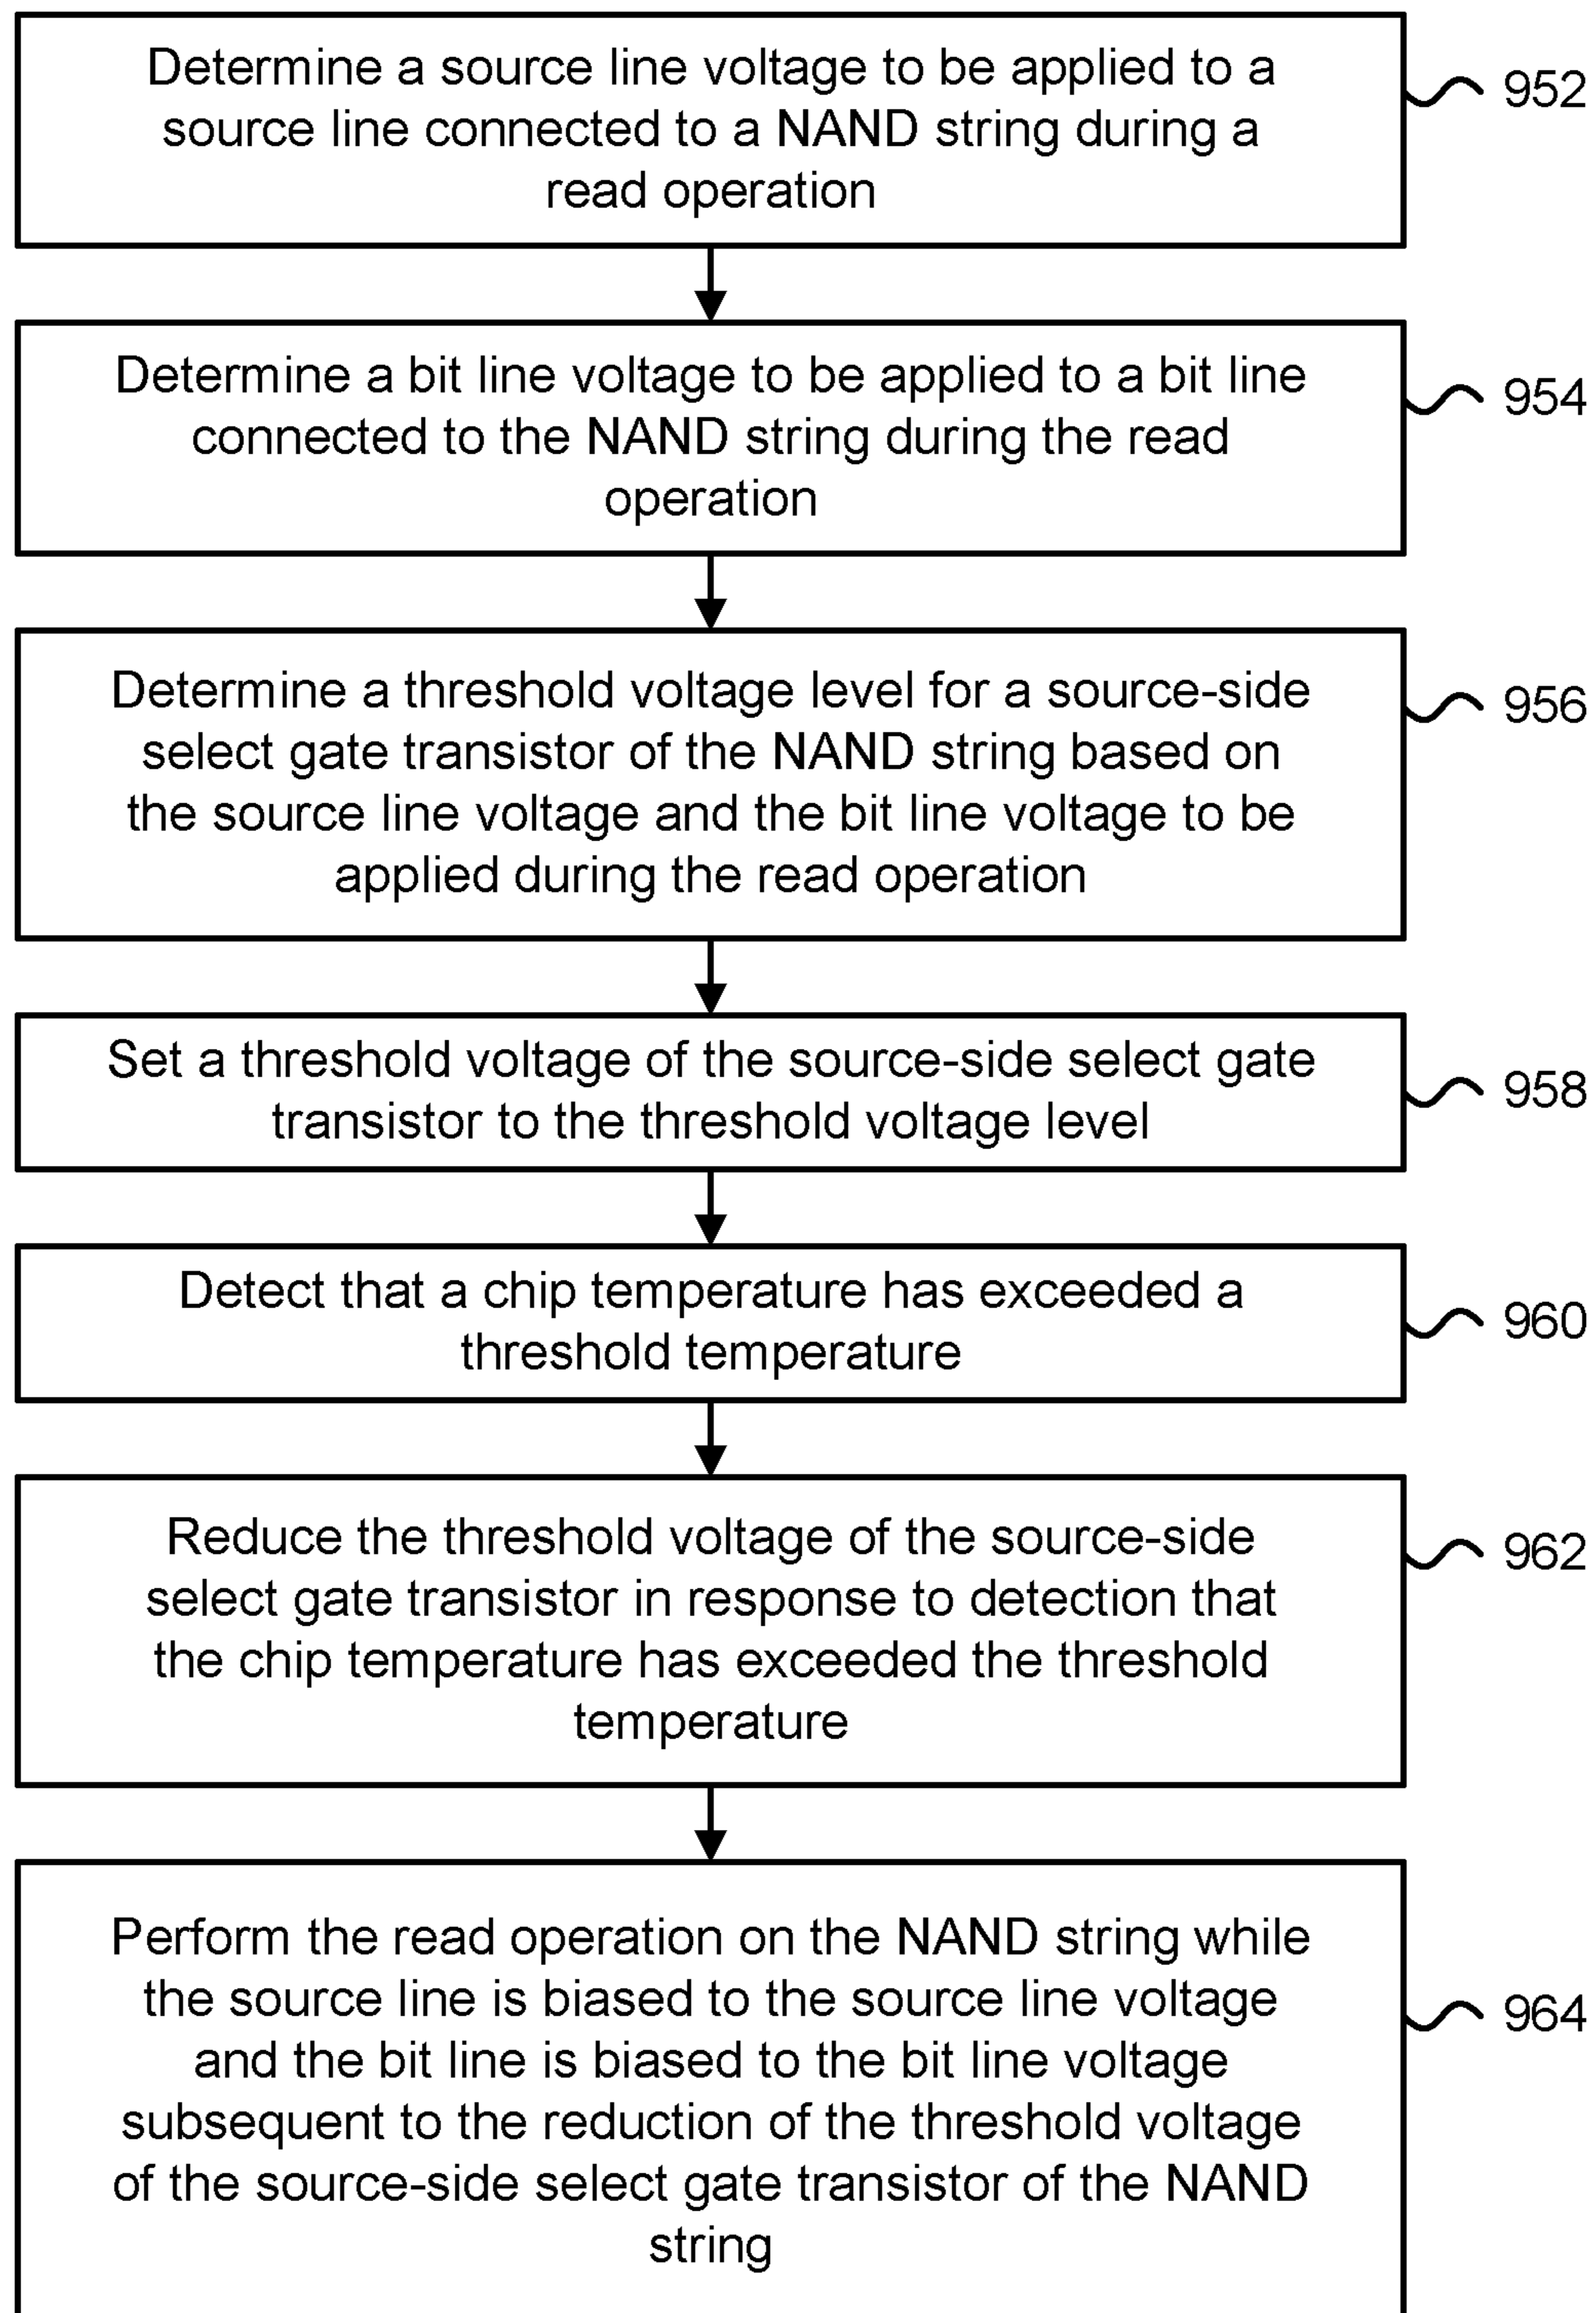 Determine a source line voltage to be applied to a
source line connected to a NAND string during a
read operation
952
Determine a bit line voltage to be applied to a bit line
connected to the NAND string during the read
operation
954
Determine a threshold voltage level for a source-side
select gate transistor of the NAND string based on
the source line voltage and the bit line voltage to be
applied during the read operation
956
Set a threshold voltage of the source-side select gate
transistor to the threshold voltage level
958
Detect that a chip temperature has exceeded a
threshold temperature
960
Reduce the threshold voltage of the source-side
select gate transistor in response to detection that
the chip temperature has exceeded the threshold
temperature
962
Perform the read operation on the NAND string while
the source line is biased to the source line voltage
and the bit line is biased to the bit line voltage
subsequent to the reduction of the threshold voltage
of the source-side select gate transistor of the NAND
string
964